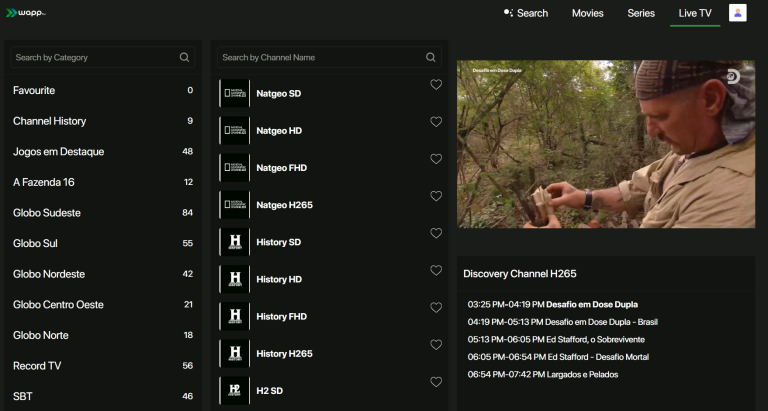 wapp
Search
Movies
Series
Live TV
Search by Category
Favourite 0
Channel History 9
Jogos em Destaque 48
A Fazenda 16 12
Globo Sudeste 84
Globo Sul 55
Globo Nordeste 42
Globo Centro Oeste 21
Globo Norte 18
Record TV 56
SBT 46
Search by Channel Name
Natgeo SD
Natgeo HD
Natgeo FHD
Natgeo H265
H HISTORY History SD
H HISTORY History HD
H HISTORY History FHD
H HISTORY History H265
H2 H2 SD
Desafio em Dose Dupla
D
Discovery Channel H265
03:25 PM-04:19 PM Desafio em Dose Dupla
04:19 PM-05:13 PM Desafio em Dose Dupla - Brasil
05:13 PM-06:05 PM Ed Stafford, o Sobrevivente
06:05 PM-06:54 PM Ed Stafford - Desafio Mortal
06:54 PM-07:42 PM Largados e Pelados